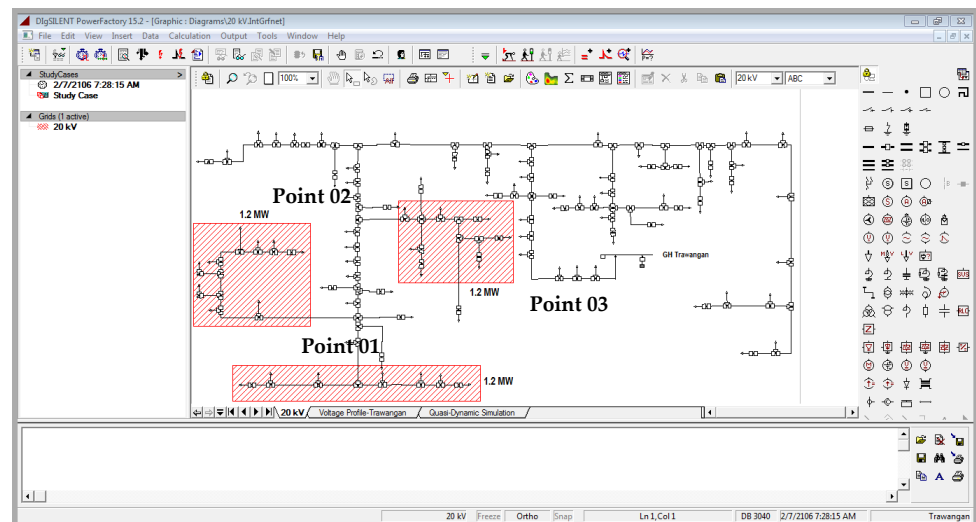 DIgSILENT PowerFactory 15.2 - [Graphic : Diagrams\20 kV.IntGrfnet]
File Edit View Insert Data Calculation Output Tools Window Help
StudyCases >
2/7/2106 7:28:15 AM
Study Case
Grids (1 active)
20 kV
100%
20 kV ABC
Point 02
1.2 MW
GH Trawangan
1.2 MW
Point 03
Point 01
1.2 MW
20 kV Voltage Profile-Trawangan Quasi-Dynamic Simulation
SUS
RLC
20 kV Freeze Ortho Snap Ln 1,Col 1 DB 3040 2/7/2106 7:28:15 AM Trawangan